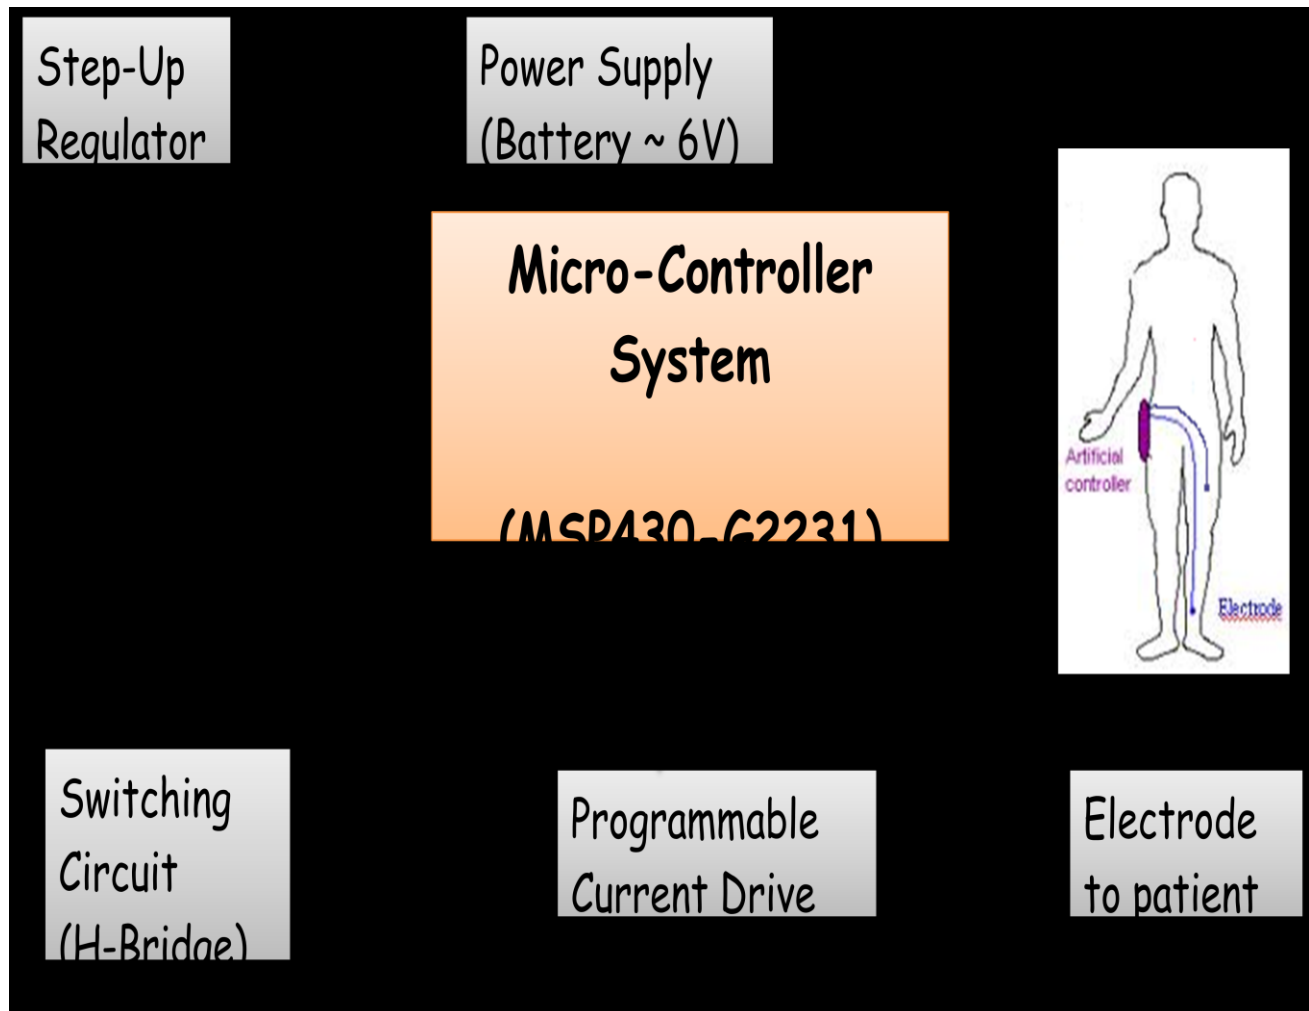 Step-Up
Regulator
Power Supply
(Battery ~ 6V)
Micro-Controller
System
(MSP430-G2231)
Artificial
controller
Electrode
Switching
Circuit
(H-Bridge)
Programmable
Current Drive
Electrode
to patient